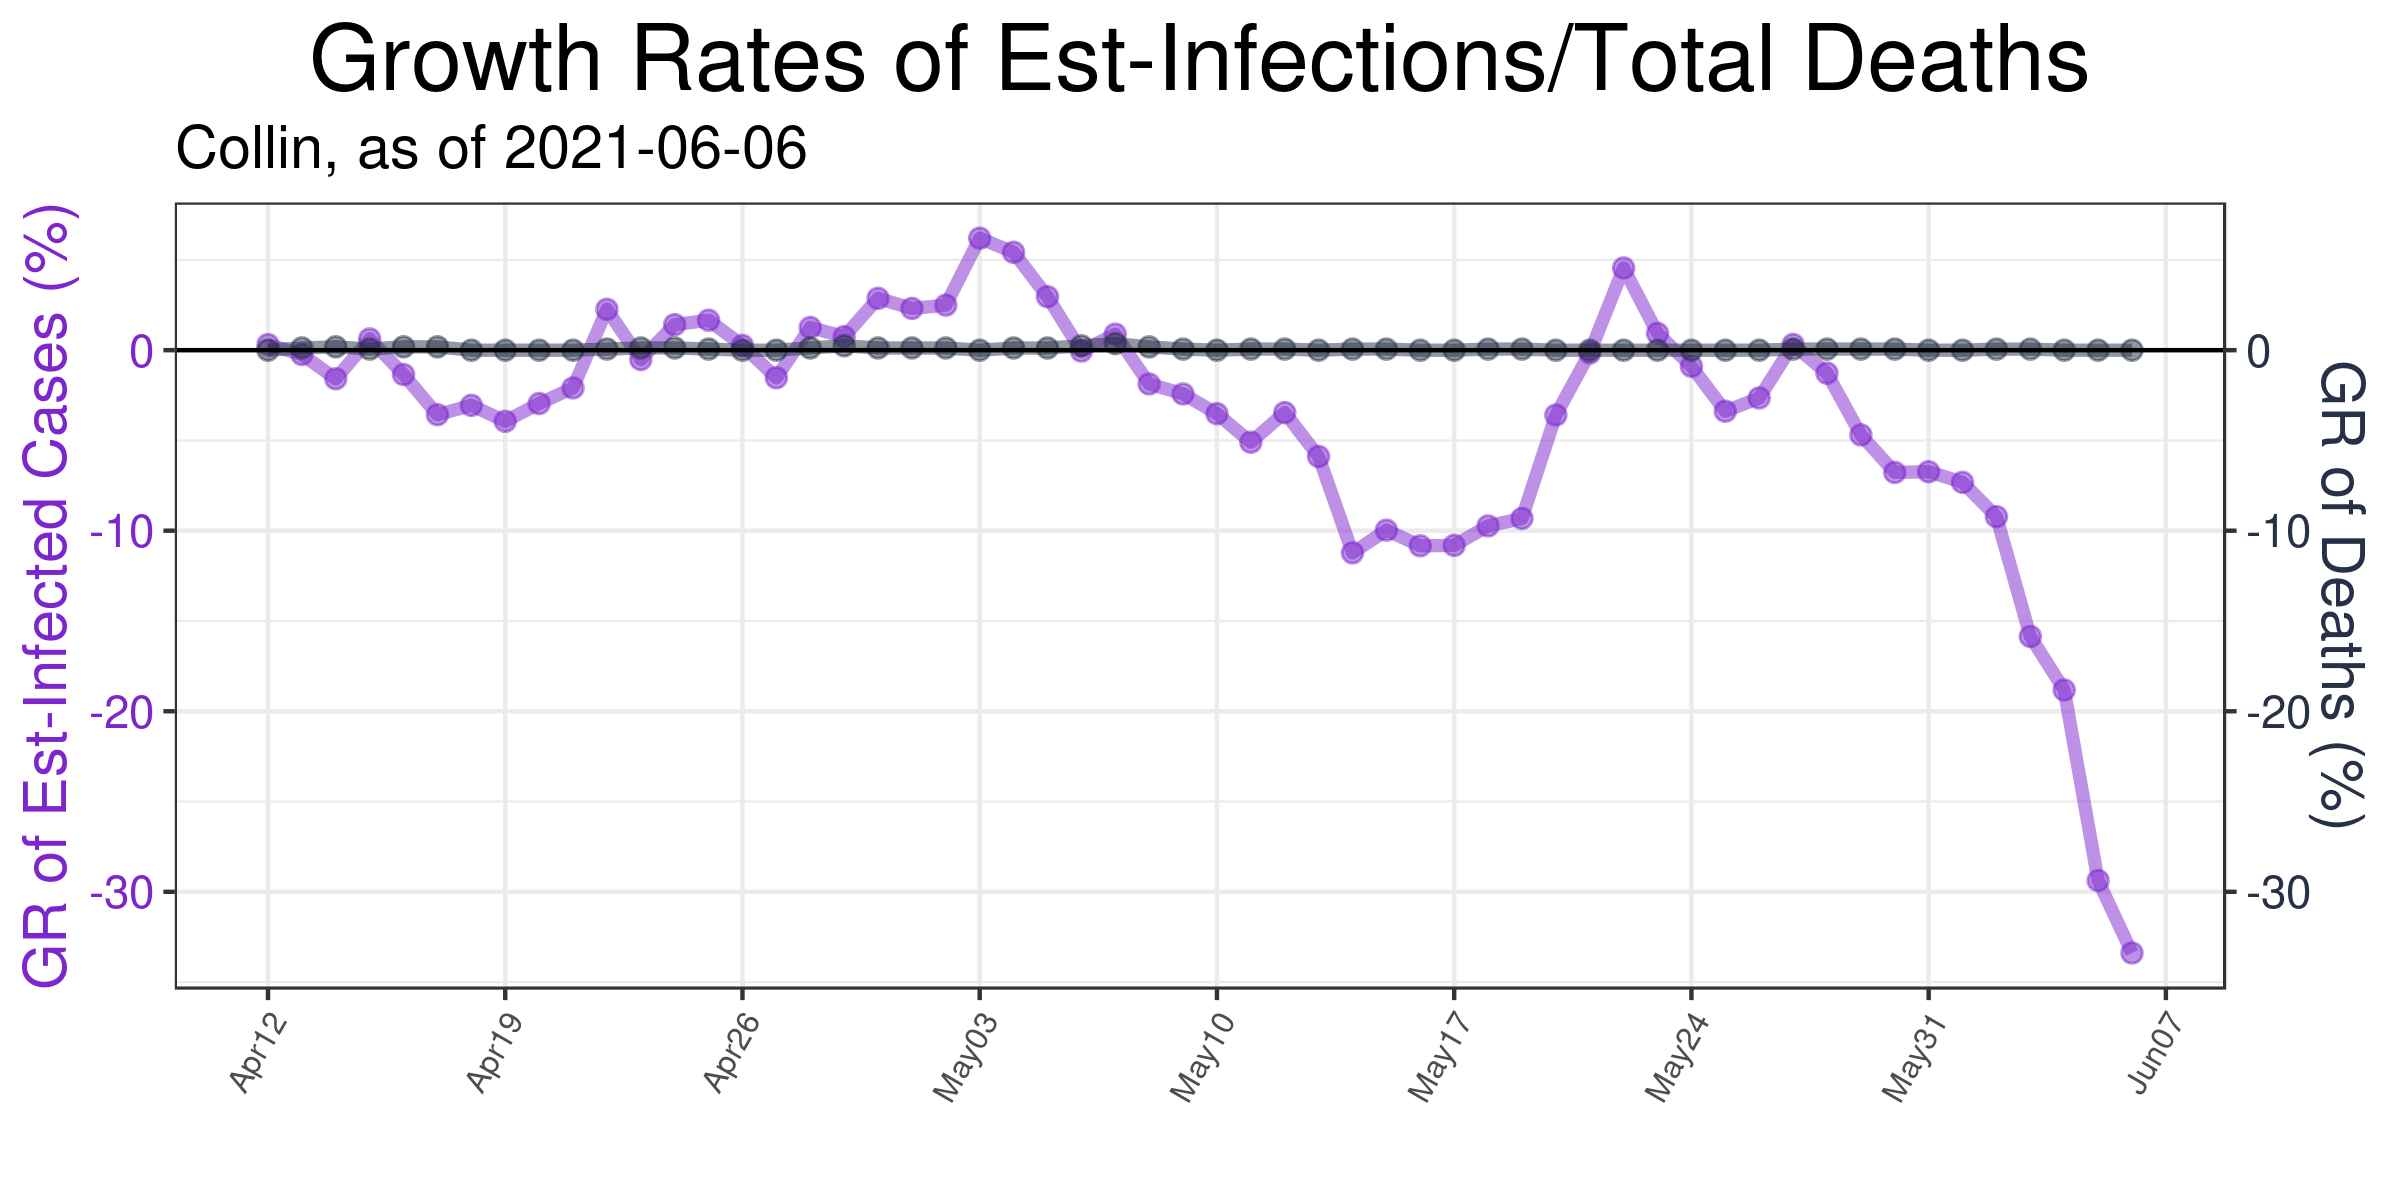 Growth Rates of Est-Infections/Total Deaths
Collin, as of 2021-06-06
GR of Est-Infected Cases (%)
0
-10
-20
-30
0
-10
-20
-30
GR of Deaths (%)
Apr12
Apr19
Apr26
May03
May10
May17
May24
May31
Jun07